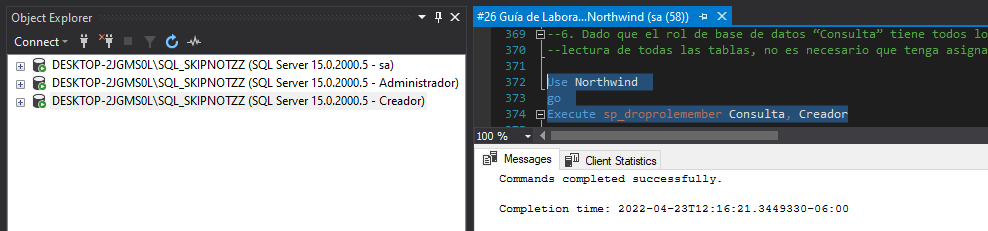 Object Explorer
Connect
DESKTOP-2JGMS0L\SQL_SKIPNOTZZ (SQL Server 15.0.2000.5 - sa)
DESKTOP-2JGMS0L\SQL_SKIPNOTZZ (SQL Server 15.0.2000.5 - Administrador)
DESKTOP-2JGMS0L\SQL_SKIPNOTZZ (SQL Server 15.0.2000.5 - Creador)
#26 Guía de Labora...Northwind (sa (58))
369 --6. Dado que el rol de base de datos “Consulta” tiene todos lo
370 --lectura de todas las tablas, no es necesario que tenga asigna
371
372 Use Northwind
373 go
374 Execute sp_droprolemember Consulta, Creador
100 %
Messages Client Statistics
Commands completed successfully.
Completion time: 2022-04-23T12:16:21.3449330-06:00